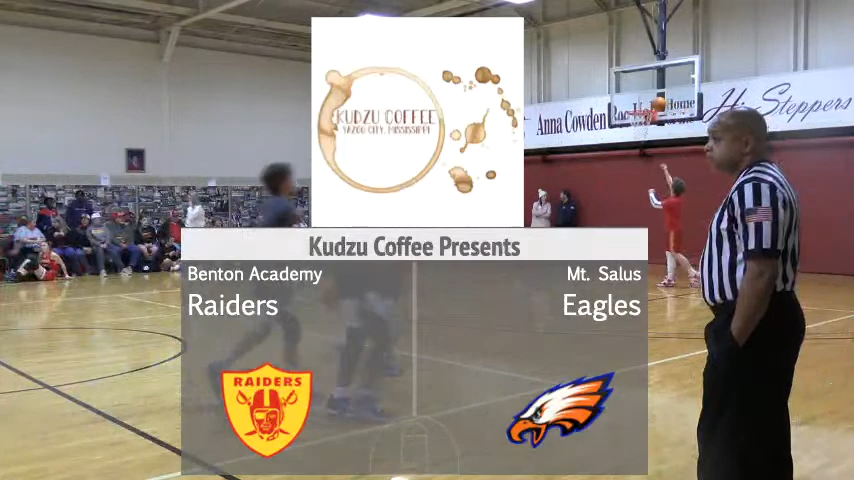 KUDZU COFFEE
YAZOO CITY, MISSISSIPPI
Anna Cowden
Home
Hi-Steppers
Kudzu Coffee Presents
Benton Academy
Raiders
Mt. Salus
Eagles
RAIDERS